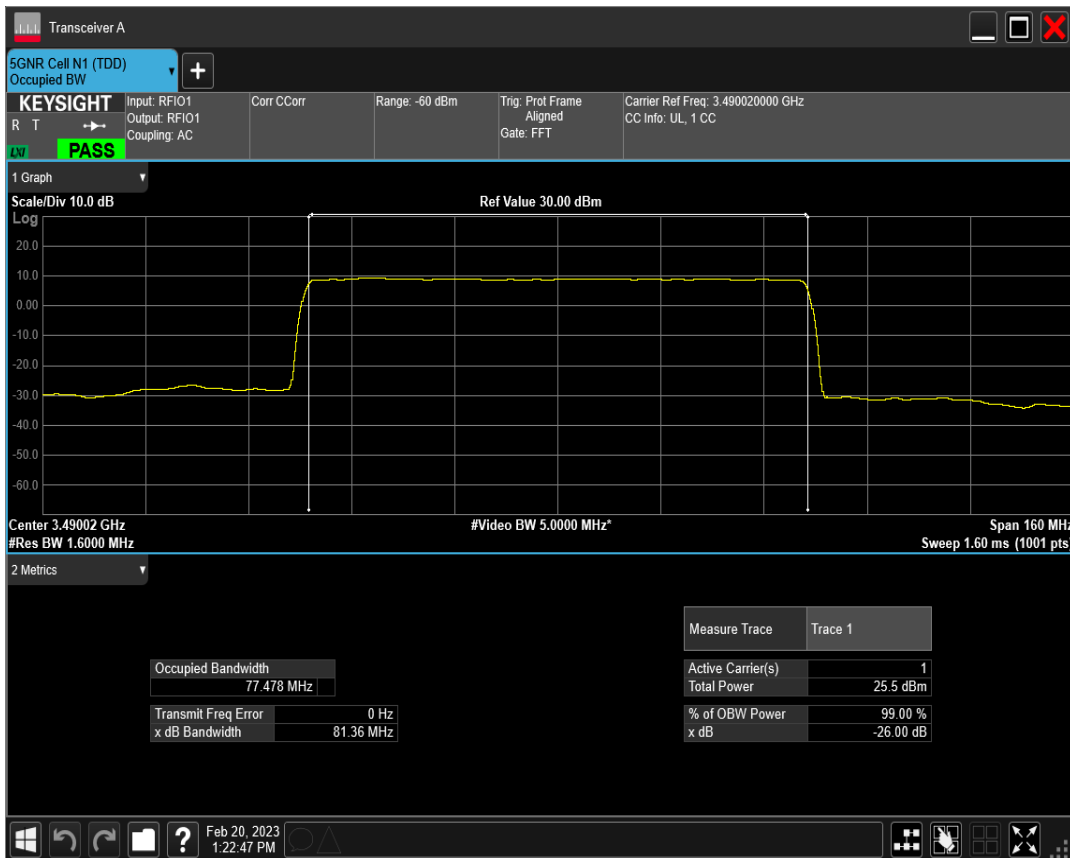 Transceiver A
5GNR Cell N1 (TDD)
Occupied BW
+
KEYSIGHT
R T
LXI
PASS
Input: RFIO1
Output: RFIO1
Coupling: AC
Corr CCorr
Range: -60 dBm
Trig: Prot Frame
Aligned
Gate: FFT
Carrier Ref Freq: 3.490020000 GHz
CC Info: UL, 1 CC
1 Graph
Scale/Div 10.0 dB
Ref Value 30.00 dBm
Log
20.0
10.0
0.00
-10.0
-20.0
-30.0
-40.0
-50.0
-60.0
Center 3.49002 GHz
#Video BW 5.0000 MHz*
Span 160 MHz
#Res BW 1.6000 MHz
Sweep 1.60 ms (1001 pts)
2 Metrics
Measure Trace Trace 1
Occupied Bandwidth
77.478 MHz
Active Carrier(s) 1
Total Power 25.5 dBm
Transmit Freq Error 0 Hz
x dB Bandwidth 81.36 MHz
% of OBW Power 99.00 %
x dB -26.00 dB
?
Feb 20, 2023
1:22:47 PM